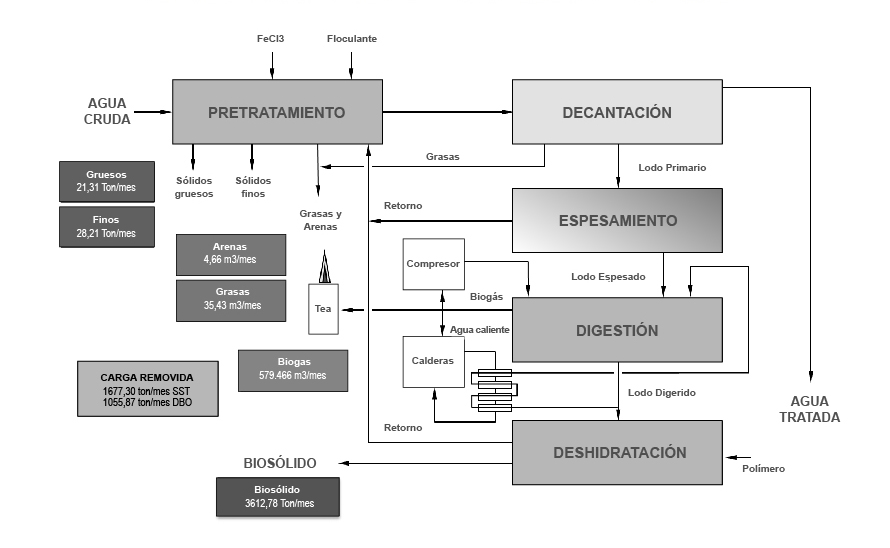 FeCl3
Floculante
AGUA
CRUDA
PRETRATAMIENTO
DECANTACIÓN
Grasas
Lodo Primario
Gruesos
21,31 Ton/mes
Sólidos
gruesos
Sólidos
finos
Finos
28,21 Ton/mes
Grasas y
Arenas
Retorno
ESPESAMIENTO
Arenas
4,66 m3/mes
Compresor
Lodo Espesado
Grasas
35,43 m3/mes
Tea
Biogás
DIGESTIÓN
Agua caliente
Biogas
579.466 m3/mes
Calderas
CARGA REMOVIDA
1677,30 ton/mes SST
1055,87 ton/mes DBO
Lodo Digerido
AGUA
TRATADA
Retorno
DESHIDRATACIÓN
BIOSÓLIDO
Polímero
Biosólido
3612,78 Ton/mes